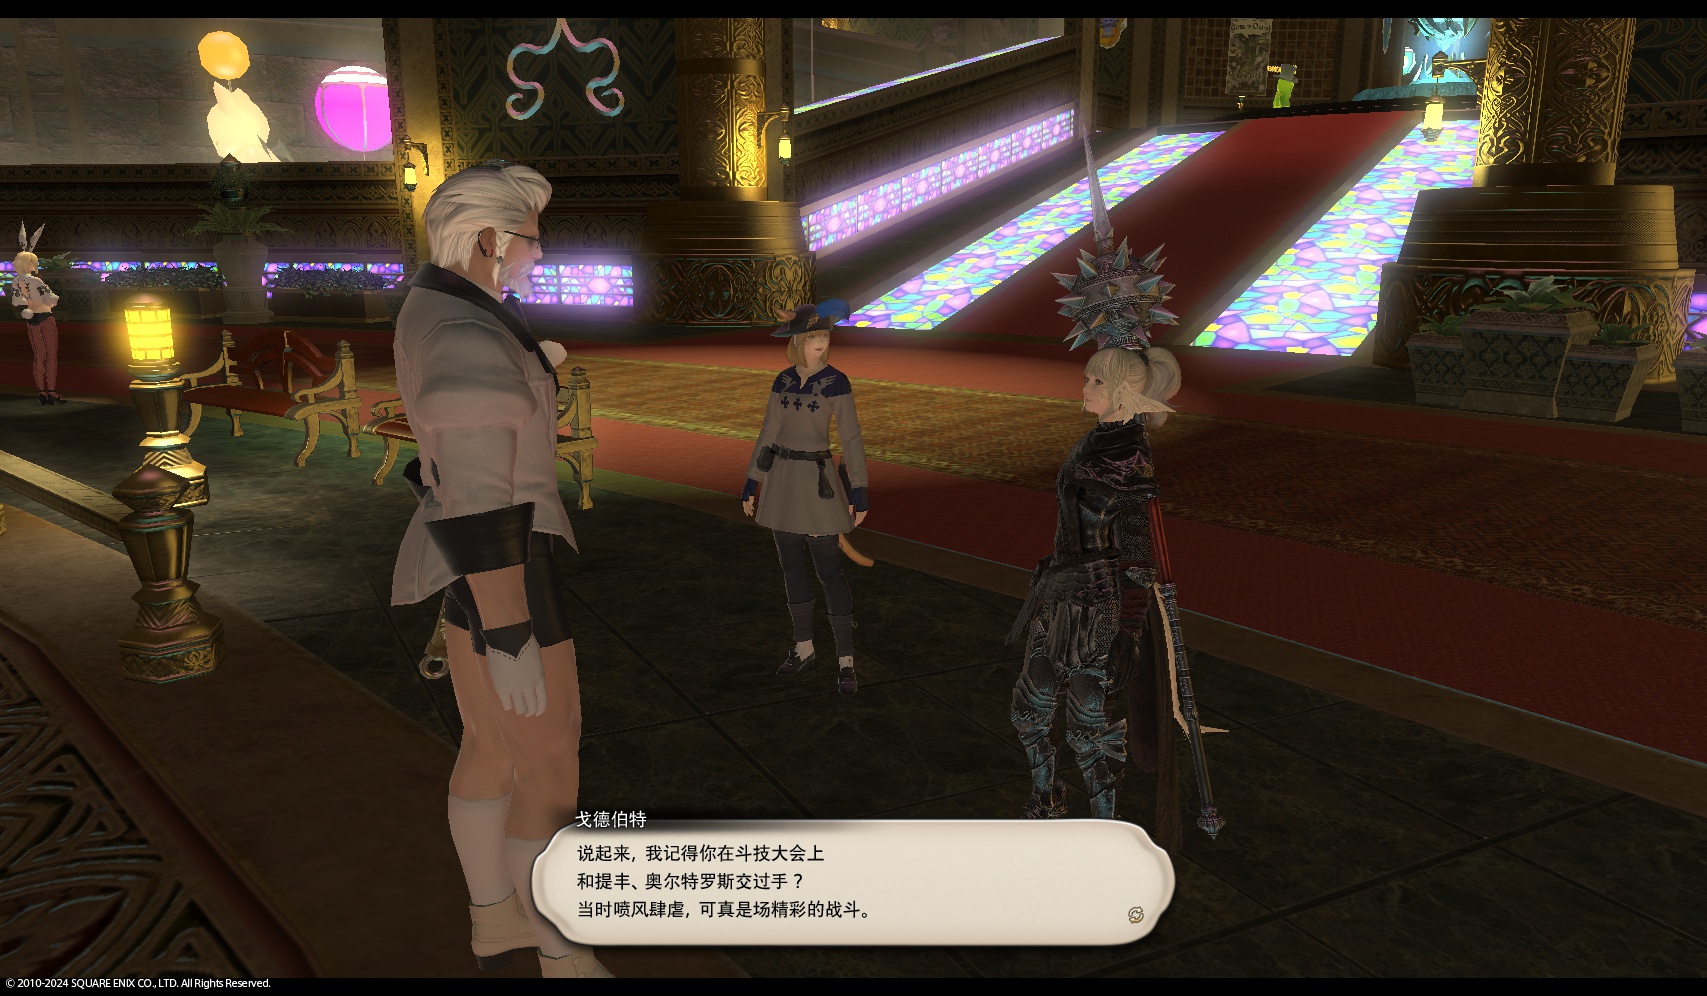 戈德伯特
说起来，我记得你在斗技大会上
和提丰、奥尔特罗斯交过手？
当时喷风肆虐，可真是场精彩的战斗。
© 2010-2024 SQUARE ENIX CO., LTD. All Rights Reserved.